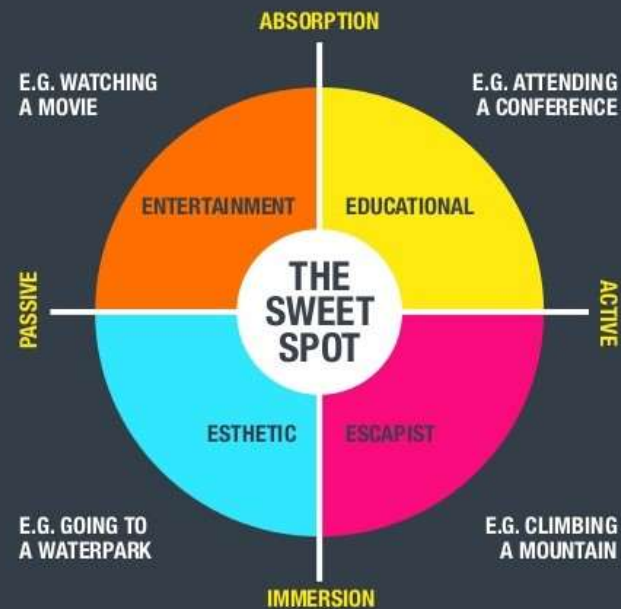 ABSORPTION
E.G. WATCHING
A MOVIE
E.G. ATTENDING
A CONFERENCE
ENTERTAINMENT
EDUCATIONAL
PASSIVE
THE
SWEET
SPOT
ACTIVE
ESTHETIC
ESCAPIST
E.G. GOING TO
A WATERPARK
E.G. CLIMBING
A MOUNTAIN
IMMERSION